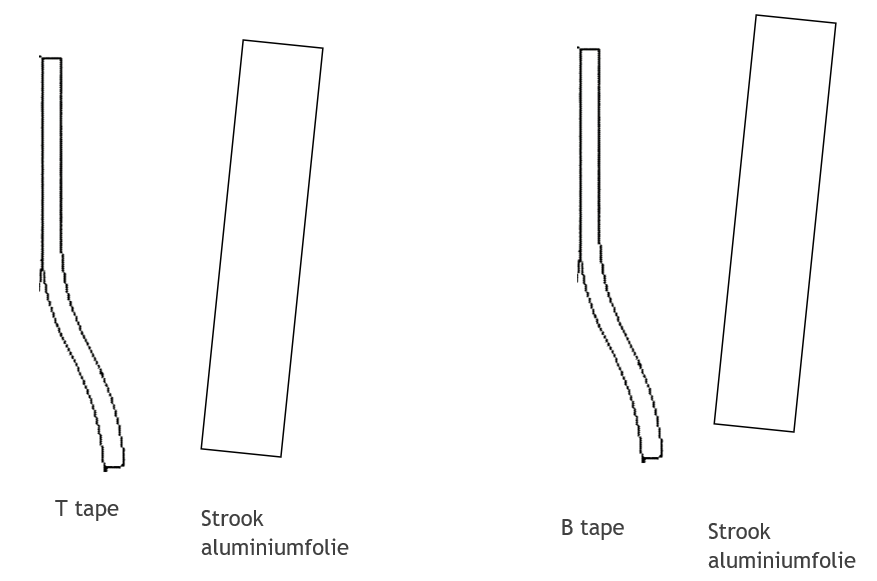 T tape
Strook
aluminiumfolie
B tape
Strook
aluminiumfolie